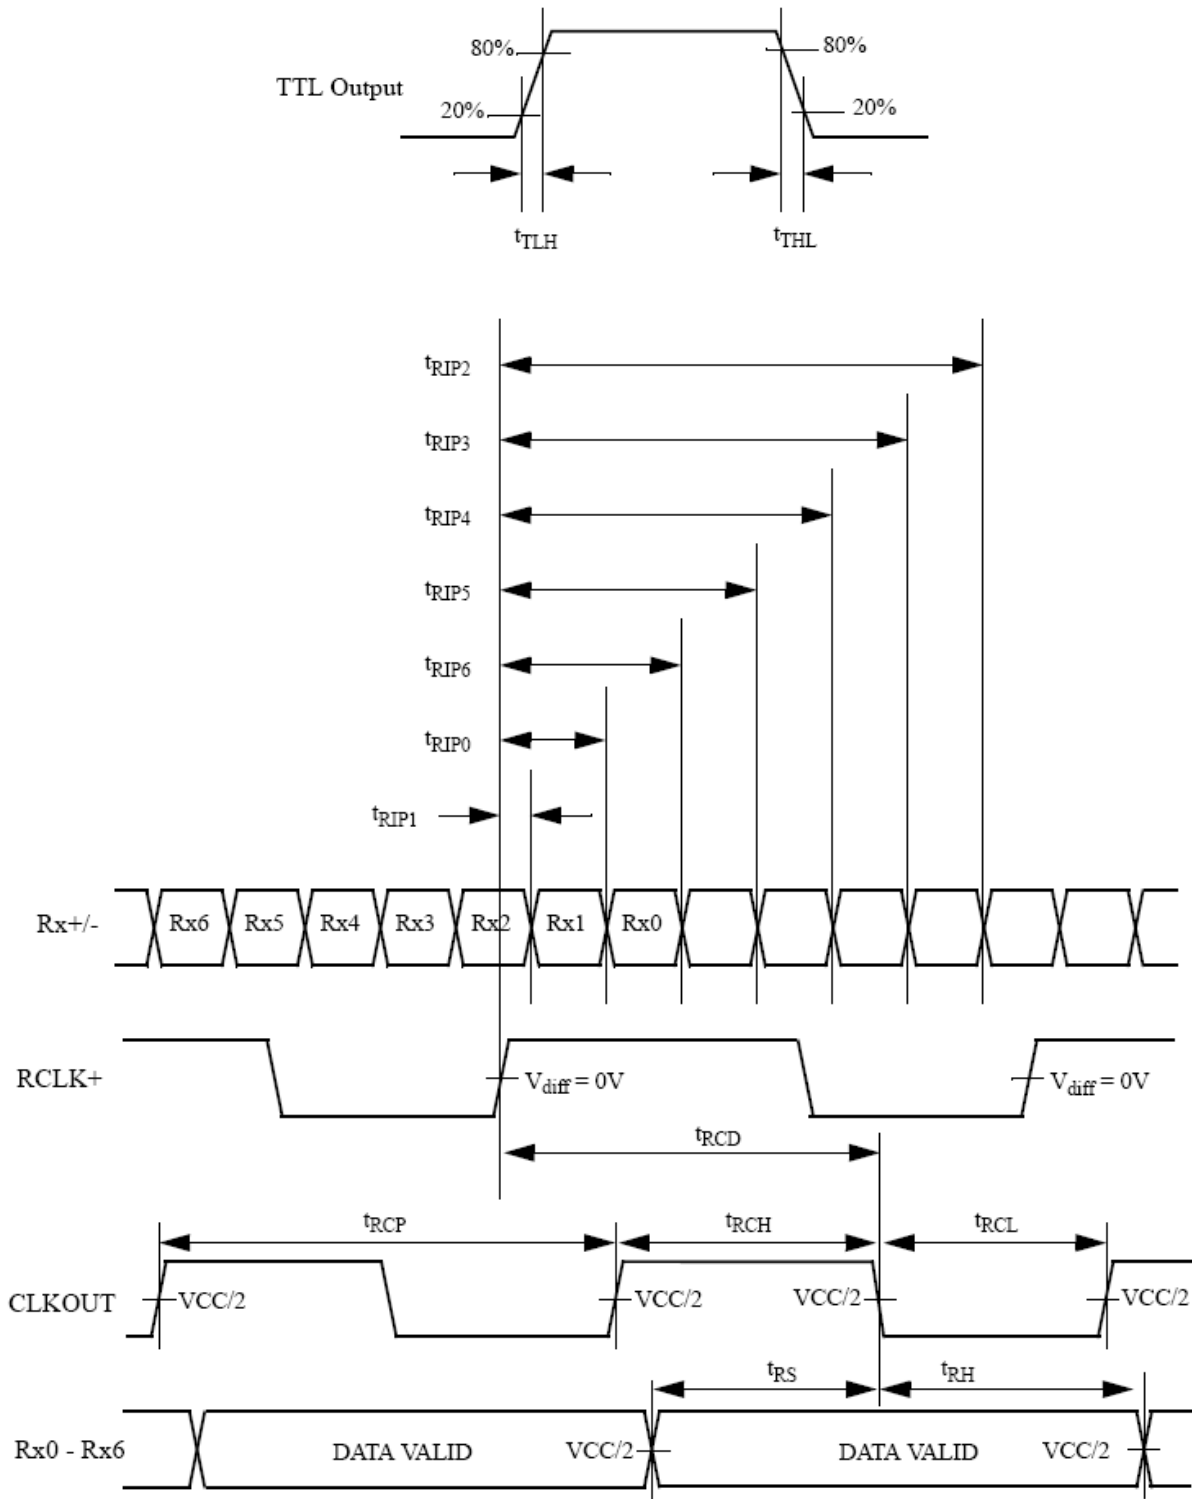 80%
80%
TTL Output
20%
20%
tTLH
tTHL
tRIP2
tRIP3
tRIP4
tRIP5
tRIP6
tRIP0
tRIP1
Rx+/-
Rx6
Rx5
Rx4
Rx3
Rx2
Rx1
Rx0
RCLK+
Vdiff = 0V
Vdiff = 0V
tRCD
tRCP
tRCH
tRCL
CLKOUT
VCC/2
VCC/2
VCC/2
VCC/2
tRS
tRH
Rx0 - Rx6
DATA VALID
VCC/2
DATA VALID
VCC/2